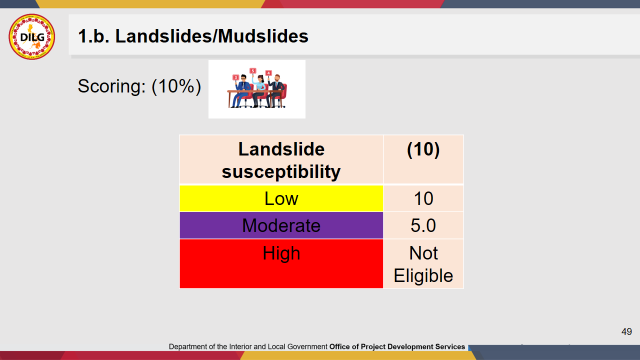 DILG
1.b. Landslides/Mudslides
Scoring: (10%)
Landslide
susceptibility
(10)
Low
10
Moderate
5.0
High
Not
Eligible
49
Department of the Interior and Local Government Office of Project Development Services